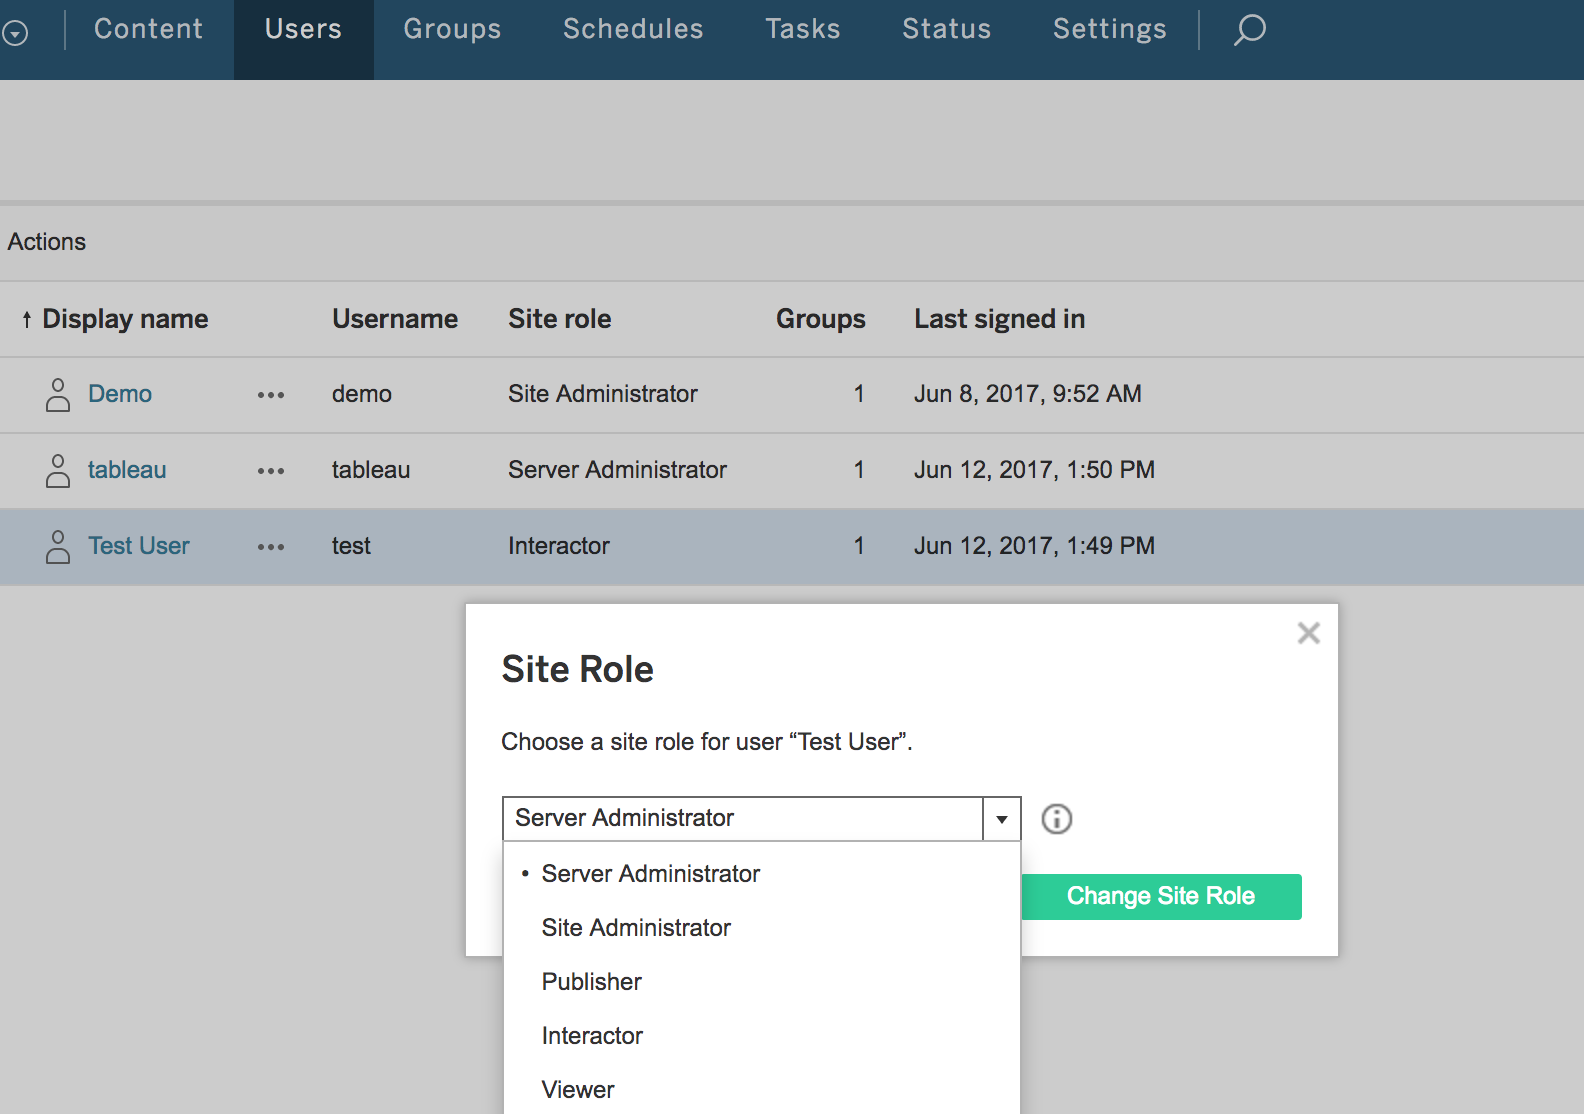 Content Users Groups Schedules Tasks Status Settings
Actions
↑ Display name Username Site role Groups Last signed in
Demo ••• demo Site Administrator 1 Jun 8, 2017, 9:52 AM
tableau ••• tableau Server Administrator 1 Jun 12, 2017, 1:50 PM
Test User ••• test Interactor 1 Jun 12, 2017, 1:49 PM
Site Role
Choose a site role for user “Test User”.
Server Administrator
• Server Administrator
Change Site Role
Site Administrator
Publisher
Interactor
Viewer